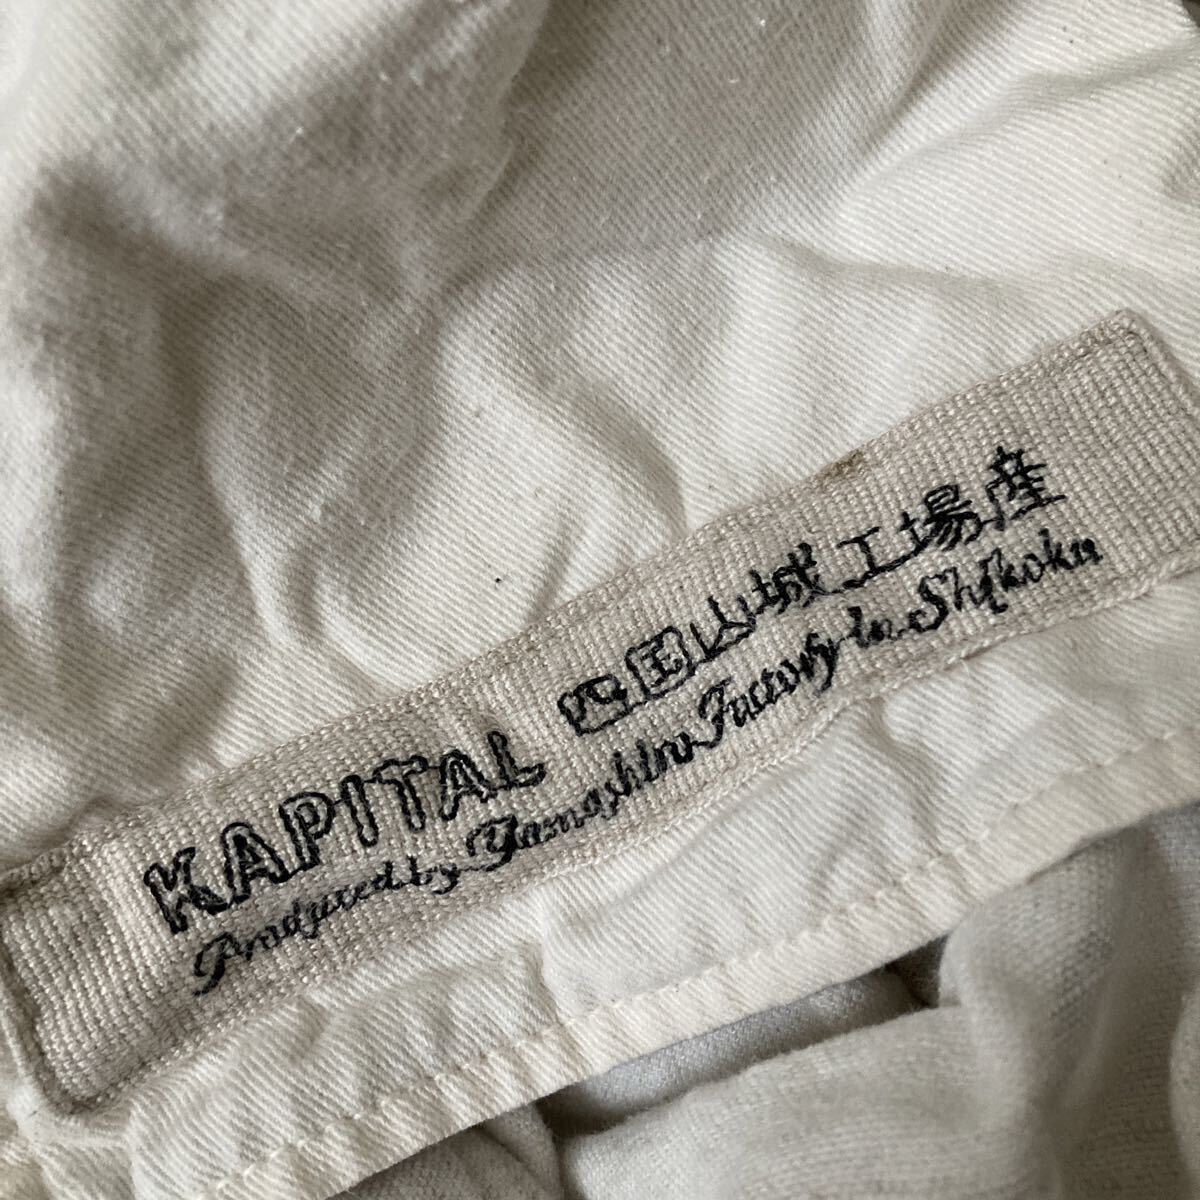 KAPITAL 四国山城工場産
Produced by Yamashiro Factory in Shikoku